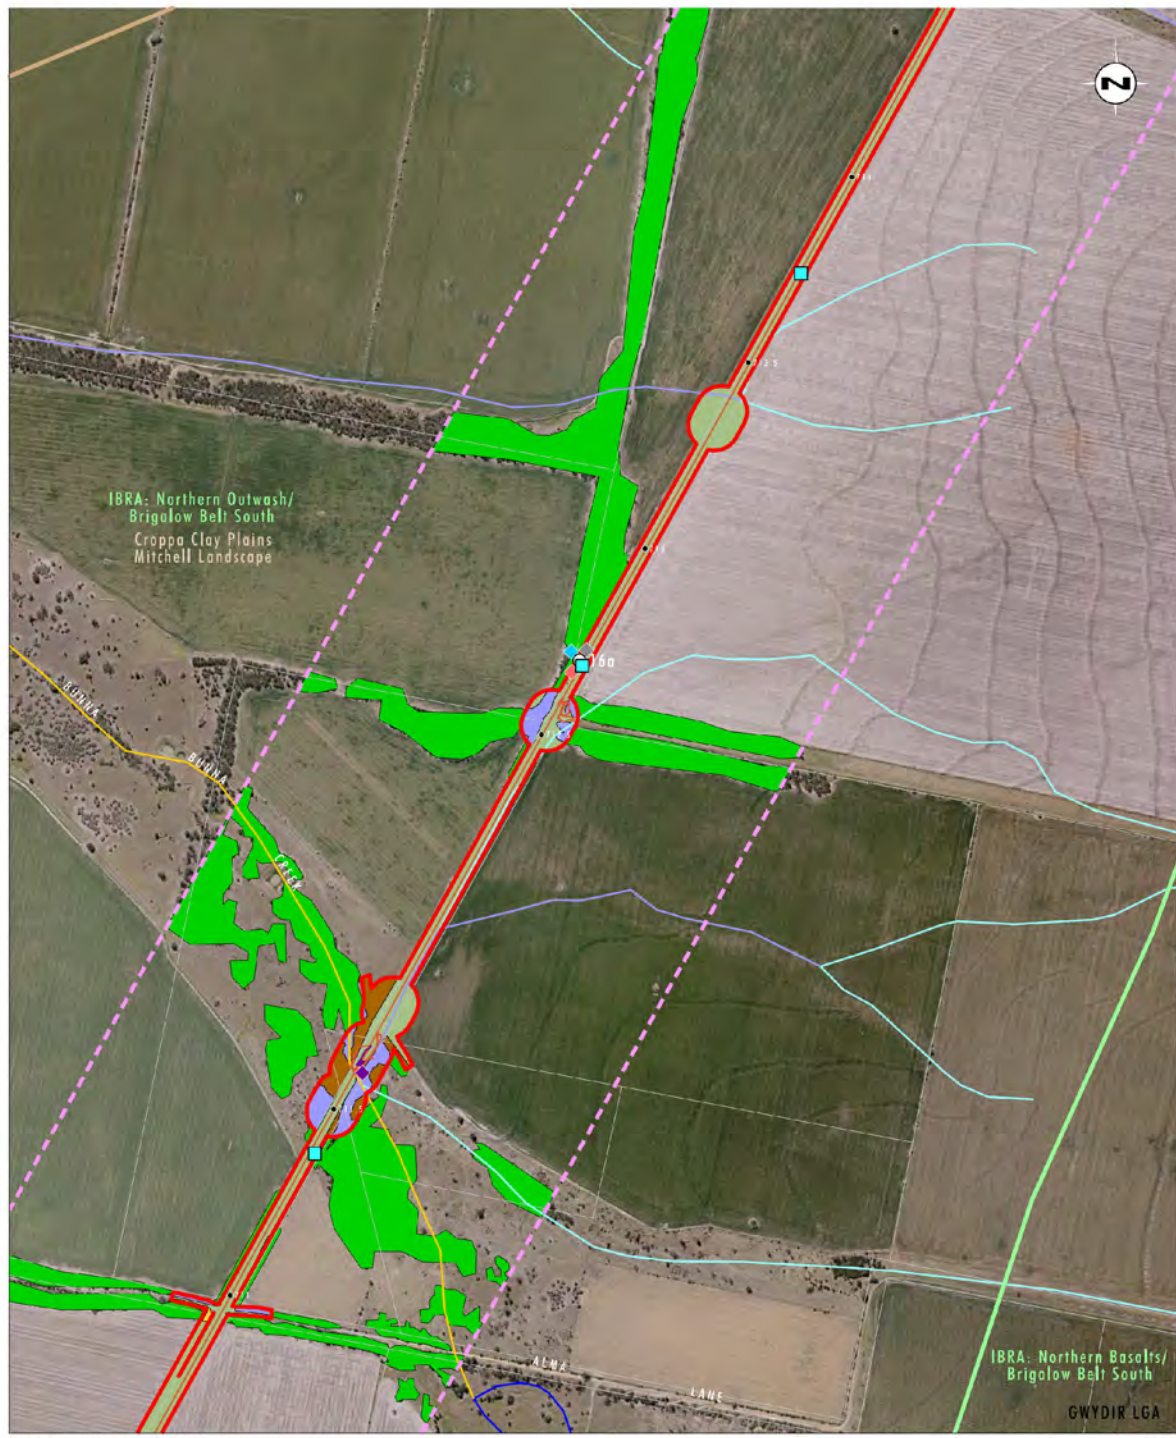 N
IBRA: Northern Outwash/
Brigalow Belt South
Croppa Clay Plains
Mitchell Landscape
16a
BUNNA
BUNNA
CREEK
ALMA
LANE
IBRA: Northern Basalts/
Brigalow Belt South
GWYDIR LGA